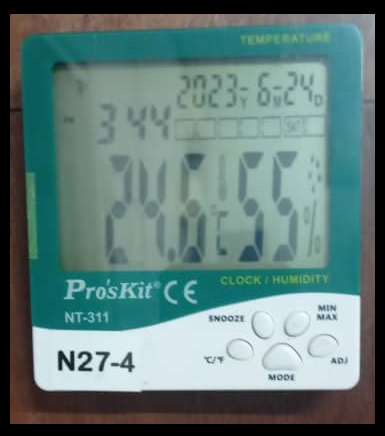 TEMPERATURE
2023Y 6M 24D
3 44
SAT
24.6 °C 55 %
CLOCK / HUMIDITY
Pro'sKit® CE
NT-311
N27-4
SNOOZE
MIN
MAX
°C/°F
ADJ
MODE